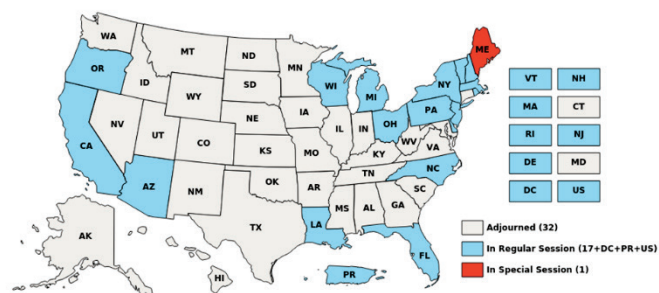 WA
ME
MT
ND
OR
MN
ID
SD
WI
NY
VT
NH
WY
MI
MA
CT
IA
PA
NE
NV
OH
RI
NJ
IL
IN
UT
CO
WV
CA
VA
DE
MD
KS
MO
KY
NC
TN
DC
US
AZ
OK
NM
AR
SC
MS
AL
GA
TX
LA
Adjourned (32)
AK
In Regular Session (17+DC+PR+US)
FL
HI
PR
In Special Session (1)